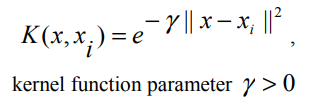 K(x,x_i) = e^{-γ || x - x_i ||^2} ,
kernel function parameter γ > 0